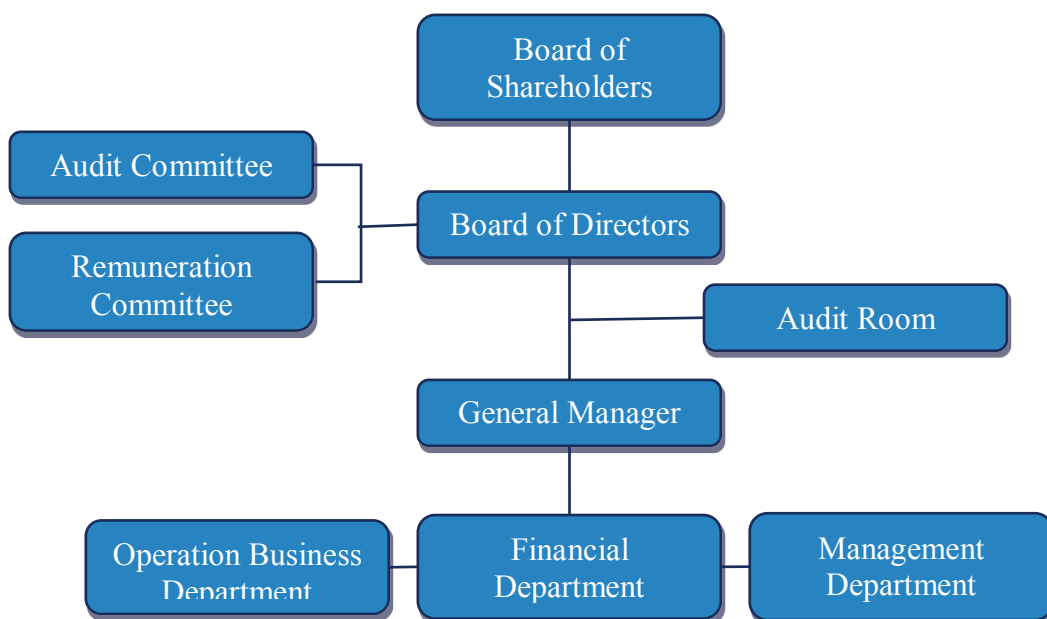 Board of
Shareholders
Audit Committee
Board of Directors
Remuneration
Committee
Audit Room
General Manager
Operation Business
Department
Financial
Department
Management
Department